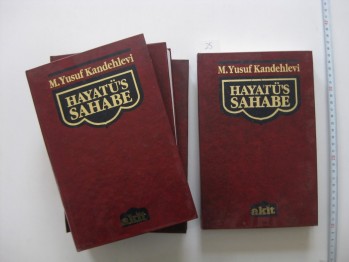 M. Yusuf Kandehlevi
HAYATÜ'S
SAHABE
akit
M. Yusuf Kandehlevi
HAYATÜ'S
SAHABE
akit